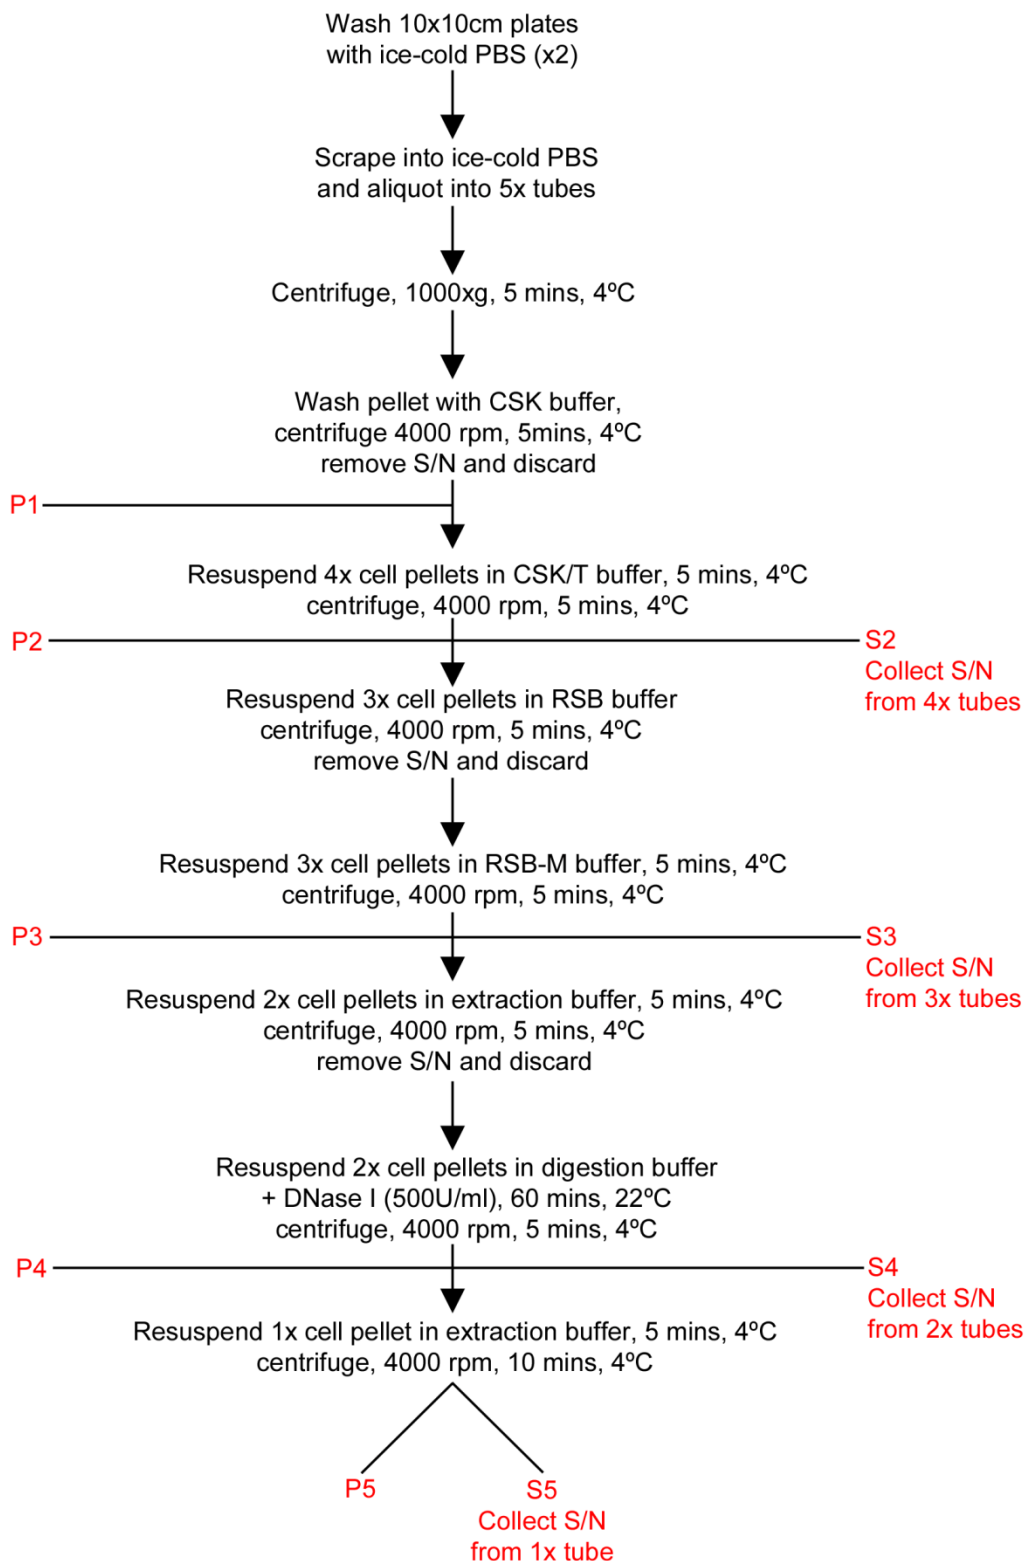 Wash 10x10cm plates
with ice-cold PBS (x2)
Scrape into ice-cold PBS
and aliquot into 5x tubes
Centrifuge, 1000xg, 5 mins, 4ºC
Wash pellet with CSK buffer,
centrifuge 4000 rpm, 5mins, 4ºC
remove S/N and discard
P1
Resuspend 4x cell pellets in CSK/T buffer, 5 mins, 4ºC
centrifuge, 4000 rpm, 5 mins, 4ºC
P2
S2
Collect S/N
from 4x tubes
Resuspend 3x cell pellets in RSB buffer
centrifuge, 4000 rpm, 5 mins, 4ºC
remove S/N and discard
Resuspend 3x cell pellets in RSB-M buffer, 5 mins, 4ºC
centrifuge, 4000 rpm, 5 mins, 4ºC
P3
S3
Collect S/N
from 3x tubes
Resuspend 2x cell pellets in extraction buffer, 5 mins, 4ºC
centrifuge, 4000 rpm, 5 mins, 4ºC
remove S/N and discard
Resuspend 2x cell pellets in digestion buffer
+ DNase I (500U/ml), 60 mins, 22ºC
centrifuge, 4000 rpm, 5 mins, 4ºC
P4
S4
Collect S/N
from 2x tubes
Resuspend 1x cell pellet in extraction buffer, 5 mins, 4ºC
centrifuge, 4000 rpm, 10 mins, 4ºC
P5
S5
Collect S/N
from 1x tube